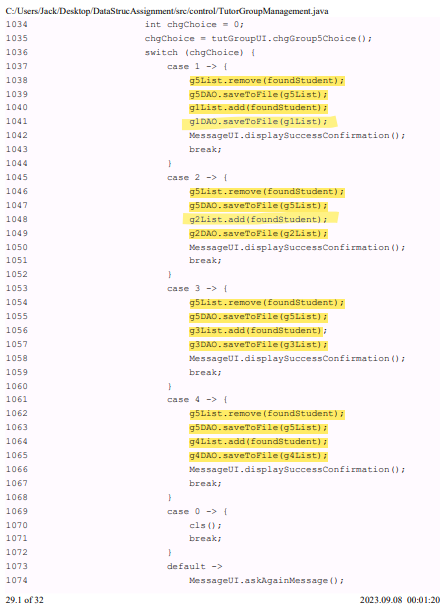 C:/Users/Jack/Desktop/DataStrucAssignment/src/control/TutorGroupManagement.java
1034 int chgChoice = 0;
1035 chgChoice = tutGroupUI.chgGroup5Choice();
1036 switch (chgChoice) {
1037 case 1 -> {
1038 g5List.remove(foundStudent);
1039 g5DAO.saveToFile(g5List);
1040 g1List.add(foundStudent);
1041 g1DAO.saveToFile(g1List);
1042 MessageUI.displaySuccessConfirmation();
1043 break;
1044 }
1045 case 2 -> {
1046 g5List.remove(foundStudent);
1047 g5DAO.saveToFile(g5List);
1048 g2List.add(foundStudent);
1049 g2DAO.saveToFile(g2List);
1050 MessageUI.displaySuccessConfirmation();
1051 break;
1052 }
1053 case 3 -> {
1054 g5List.remove(foundStudent);
1055 g5DAO.saveToFile(g5List);
1056 g3List.add(foundStudent);
1057 g3DAO.saveToFile(g3List);
1058 MessageUI.displaySuccessConfirmation();
1059 break;
1060 }
1061 case 4 -> {
1062 g5List.remove(foundStudent);
1063 g5DAO.saveToFile(g5List);
1064 g4List.add(foundStudent);
1065 g4DAO.saveToFile(g4List);
1066 MessageUI.displaySuccessConfirmation();
1067 break;
1068 }
1069 case 0 -> {
1070 cls();
1071 break;
1072 }
1073 default ->
1074 MessageUI.askAgainMessage();
29.1 of 32 2023.09.08 00:01:20